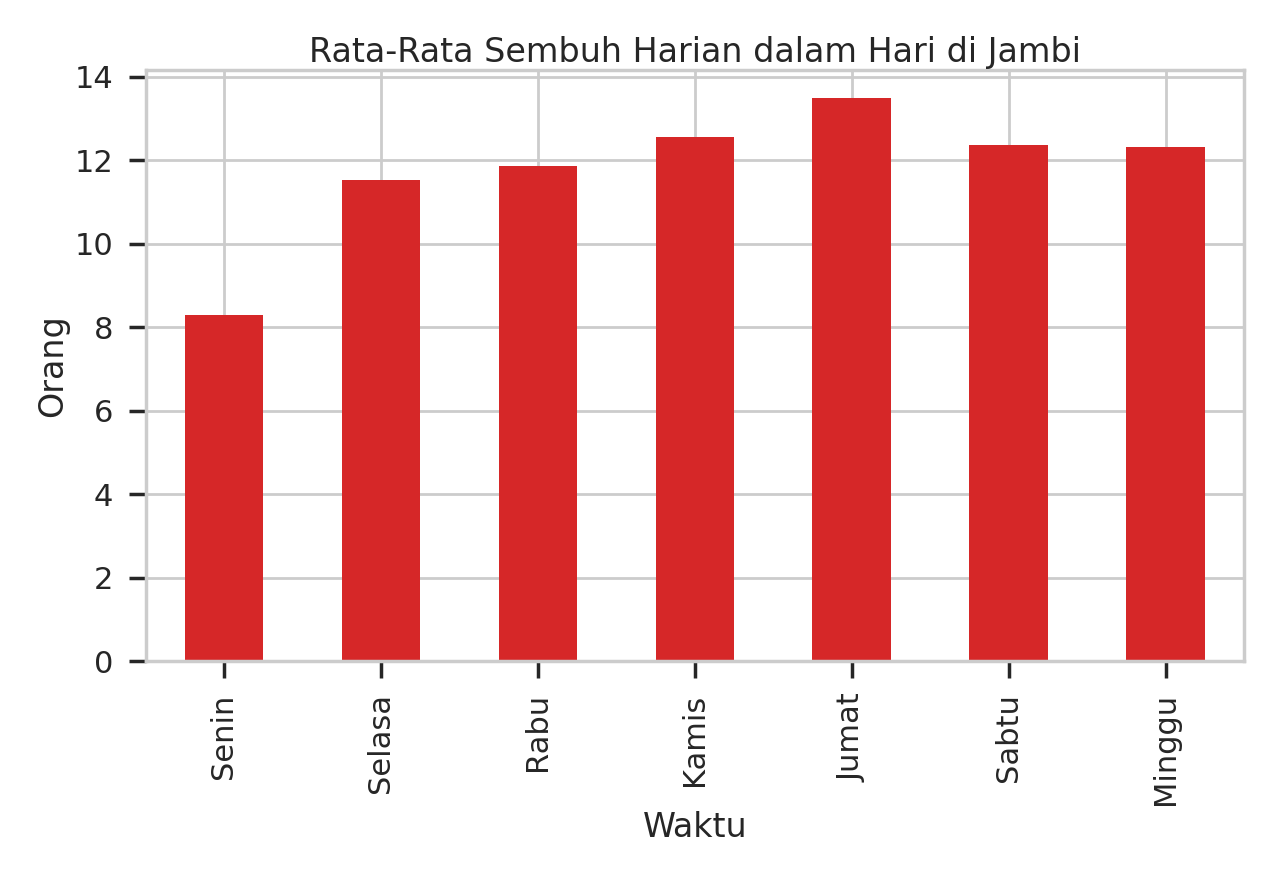 Rata-Rata Sembuh Harian dalam Hari di Jambi
14
12
10
8
6
4
2
0
Orang
Senin
Selasa
Rabu
Kamis
Jumat
Sabtu
Minggu
Waktu